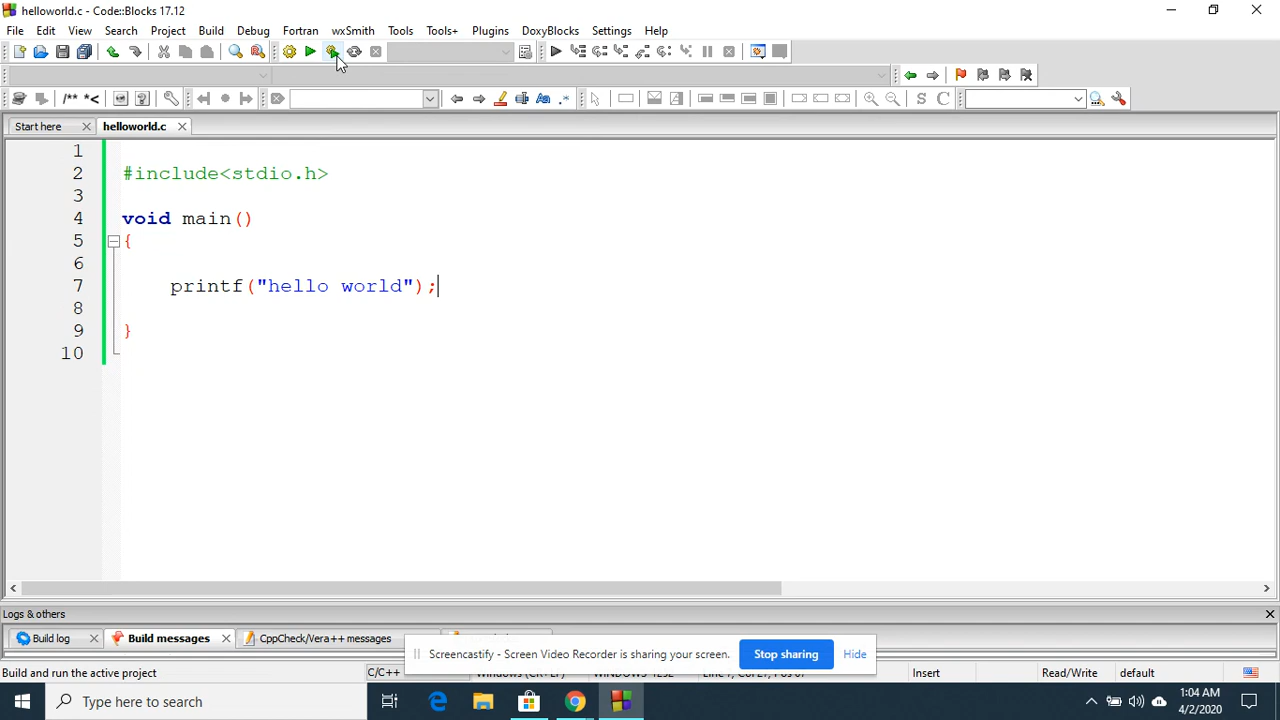 helloworld.c - Code::Blocks 17.12
File Edit View Search Project Build Debug Fortran wxSmith Tools Tools+ Plugins DoxyBlocks Settings Help
/** *<
Aa .*
S C
Start here helloworld.c
1
2 #include<stdio.h>
3
4 void main()
5 {
6
7 printf("hello world");
8
9 }
10
Logs & others
Build log Build messages CppCheck/Vera++ messages
Screencastify - Screen Video Recorder is sharing your screen. Stop sharing Hide
Build and run the active project C/C++ Insert Read/Write default
Type here to search
1:04 AM
4/2/2020